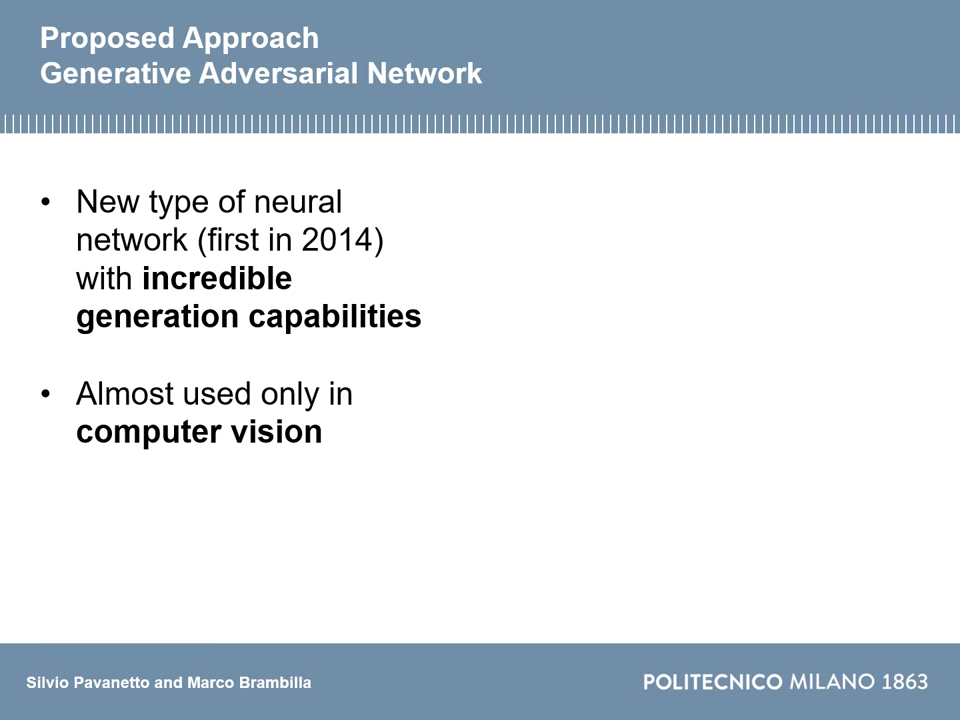 Proposed Approach
Generative Adversarial Network
• New type of neural
network (first in 2014)
with incredible
generation capabilities
• Almost used only in
computer vision
Silvio Pavanetto and Marco Brambilla
POLITECNICO MILANO 1863